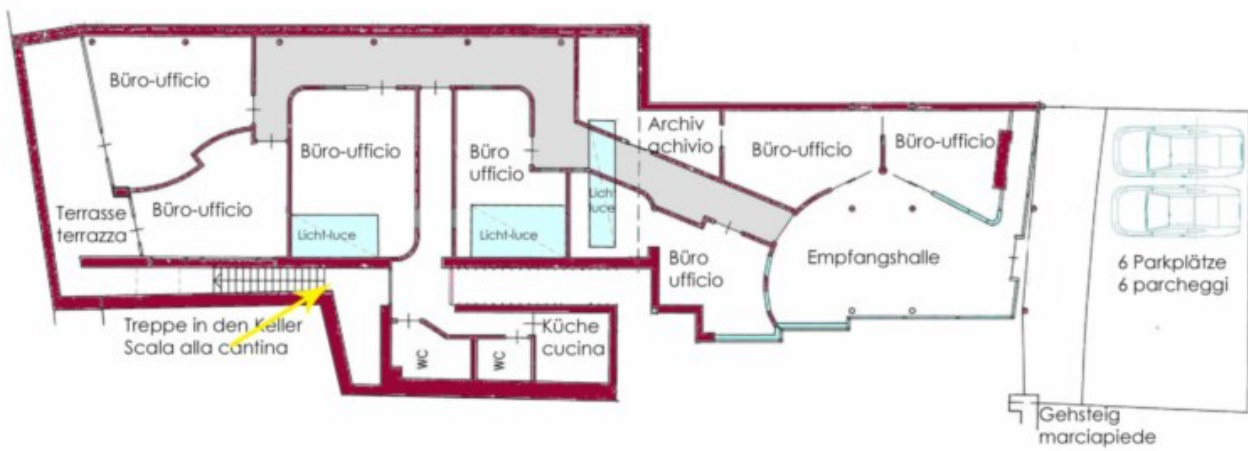 Büro-ufficio
Büro-ufficio
Büro
ufficio
Archiv
achivio
Büro-ufficio
Büro-ufficio
Licht
luce
Terrasse
terrazza
Büro-ufficio
Licht-luce
Licht-luce
Büro
ufficio
Empfangshalle
6 Parkplätze
6 parcheggi
Treppe in den Keller
Scala alla cantina
WC
WC
Küche
cucina
Gehsteig
marciapiede